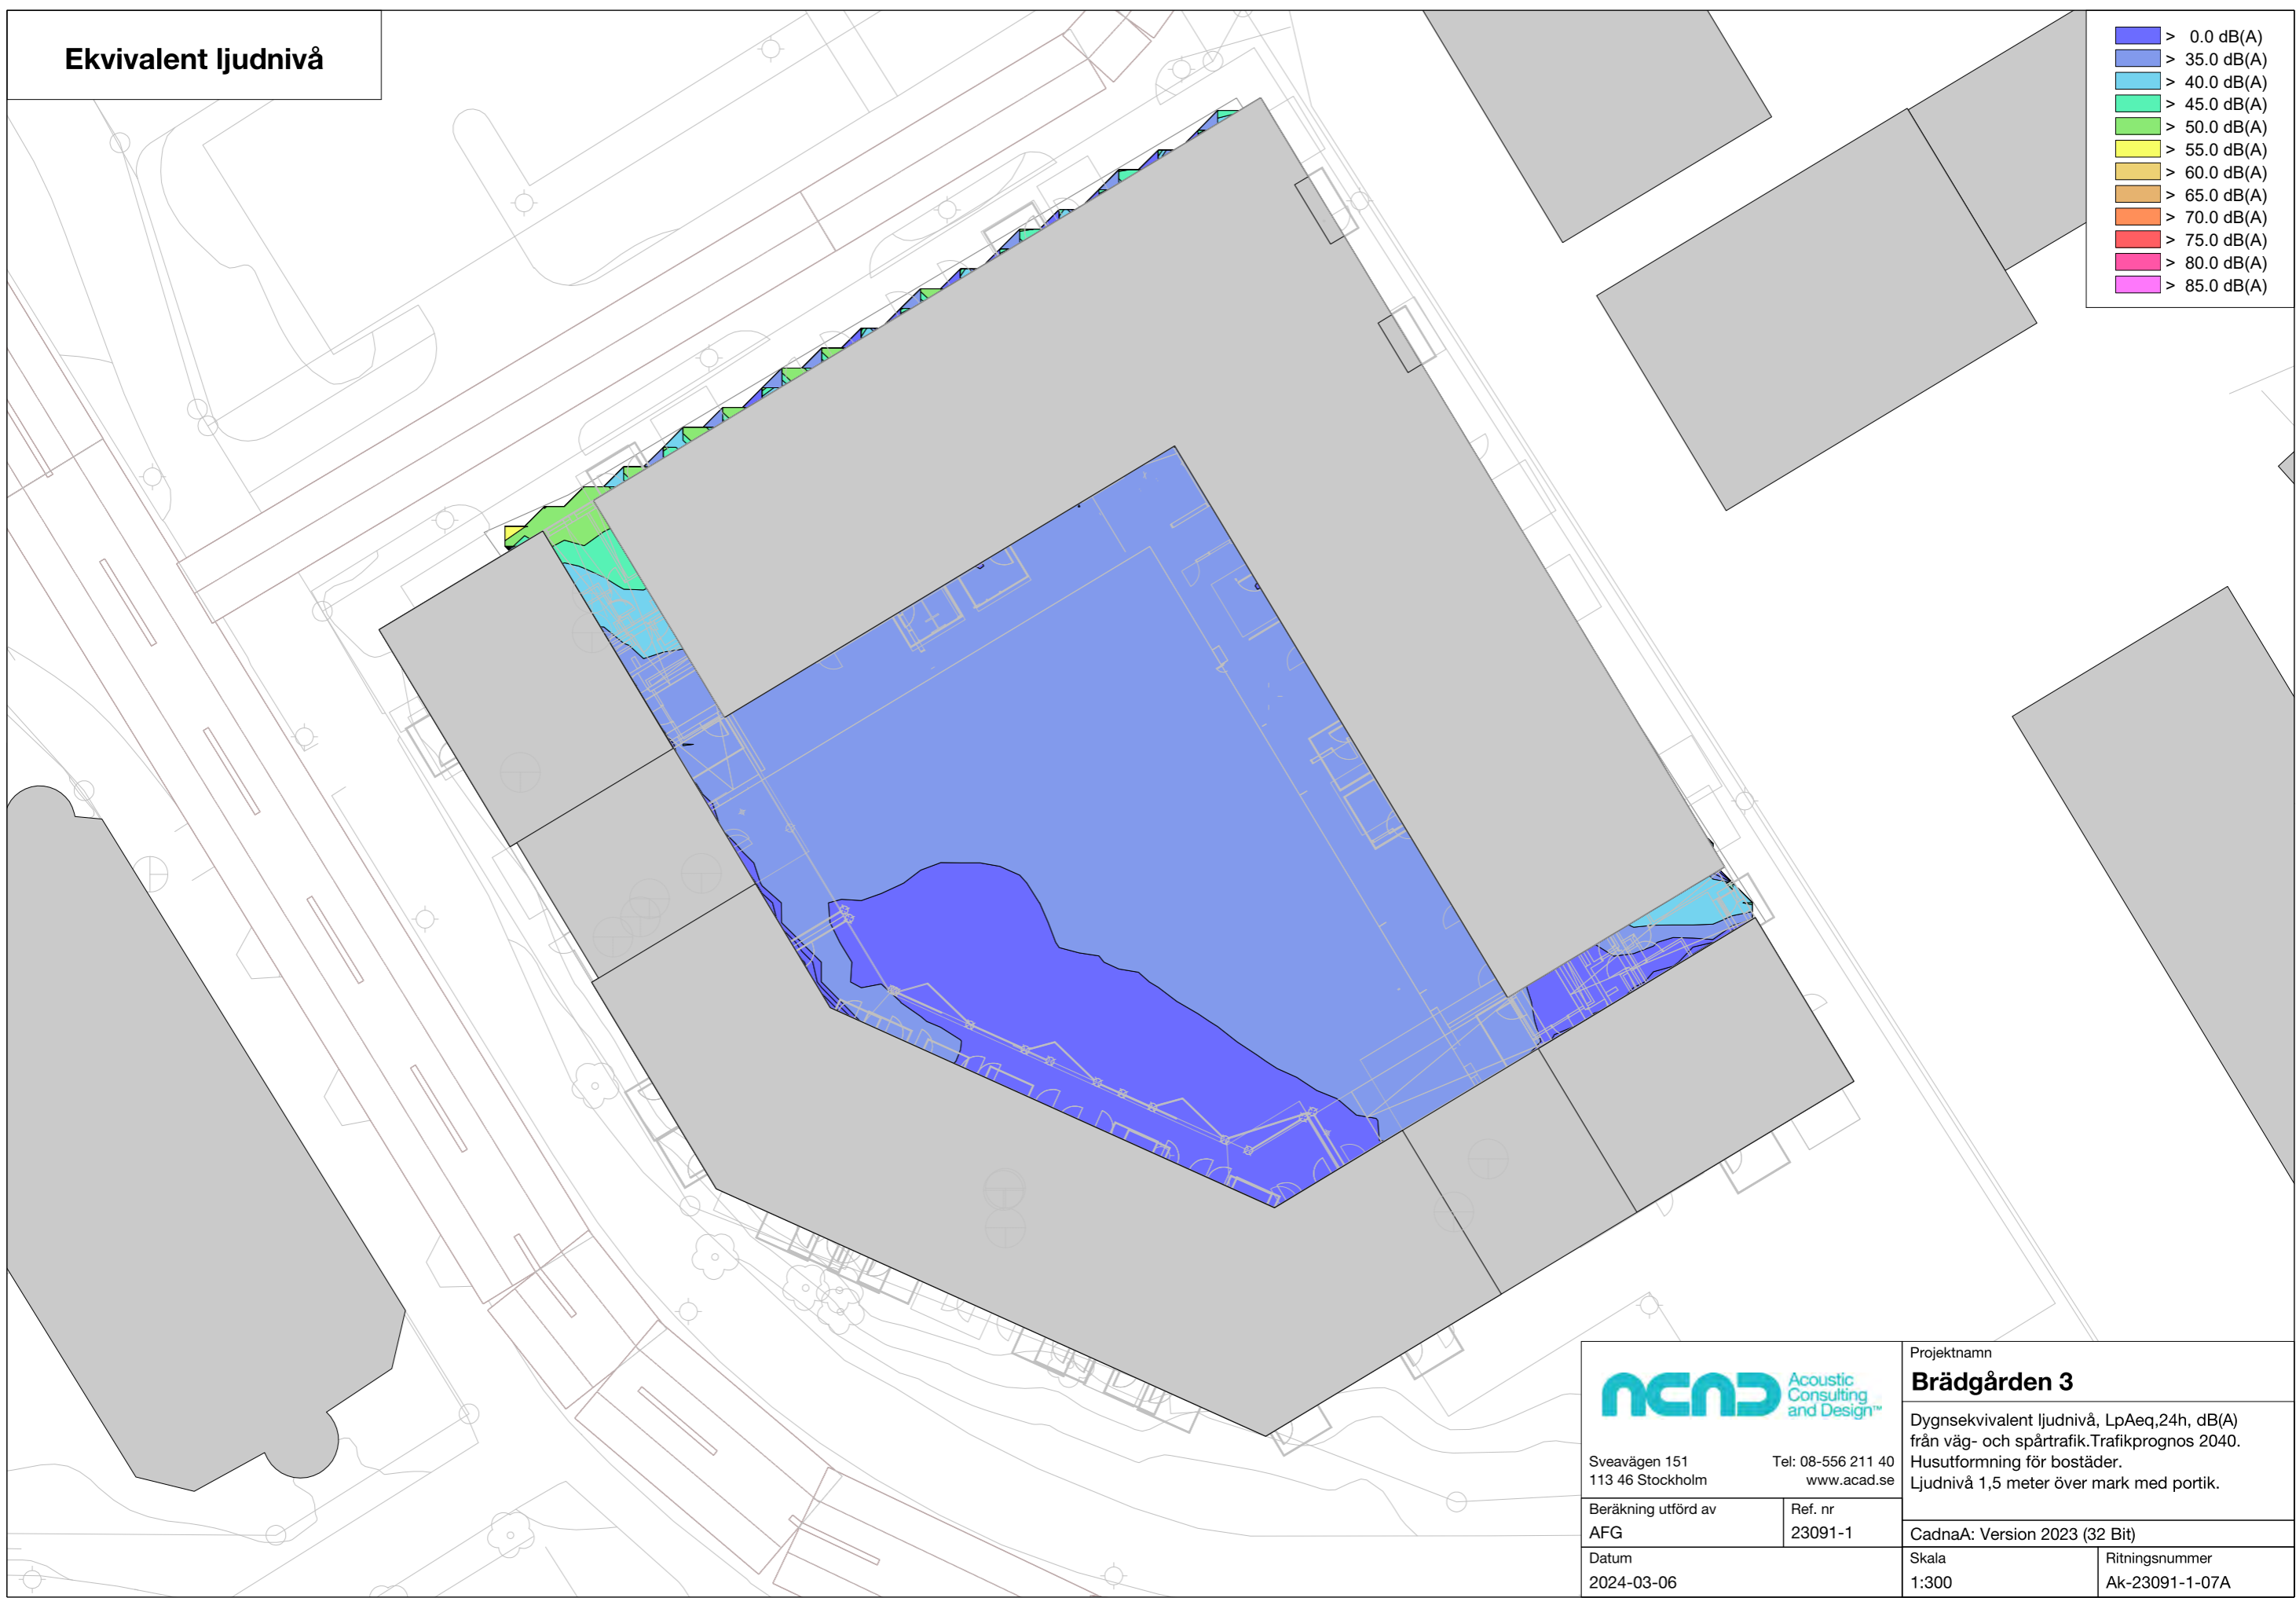 Ekvivalent ljudnivå
> 0.0 dB(A)
> 35.0 dB(A)
> 40.0 dB(A)
> 45.0 dB(A)
> 50.0 dB(A)
> 55.0 dB(A)
> 60.0 dB(A)
> 65.0 dB(A)
> 70.0 dB(A)
> 75.0 dB(A)
> 80.0 dB(A)
> 85.0 dB(A)
ACAD
Acoustic
Consulting
and Design™
Sveavägen 151
113 46 Stockholm
Tel: 08-556 211 40
www.acad.se
Projektnamn
Brädgården 3
Dygnsekvivalent ljudnivå, LpAeq,24h, dB(A)
från väg- och spårtrafik.Trafikprognos 2040.
Husutformning för bostäder.
Ljudnivå 1,5 meter över mark med portik.
Beräkning utförd av
AFG
Ref. nr
23091-1
CadnaA: Version 2023 (32 Bit)
Datum
2024-03-06
Skala
1:300
Ritningsnummer
Ak-23091-1-07A